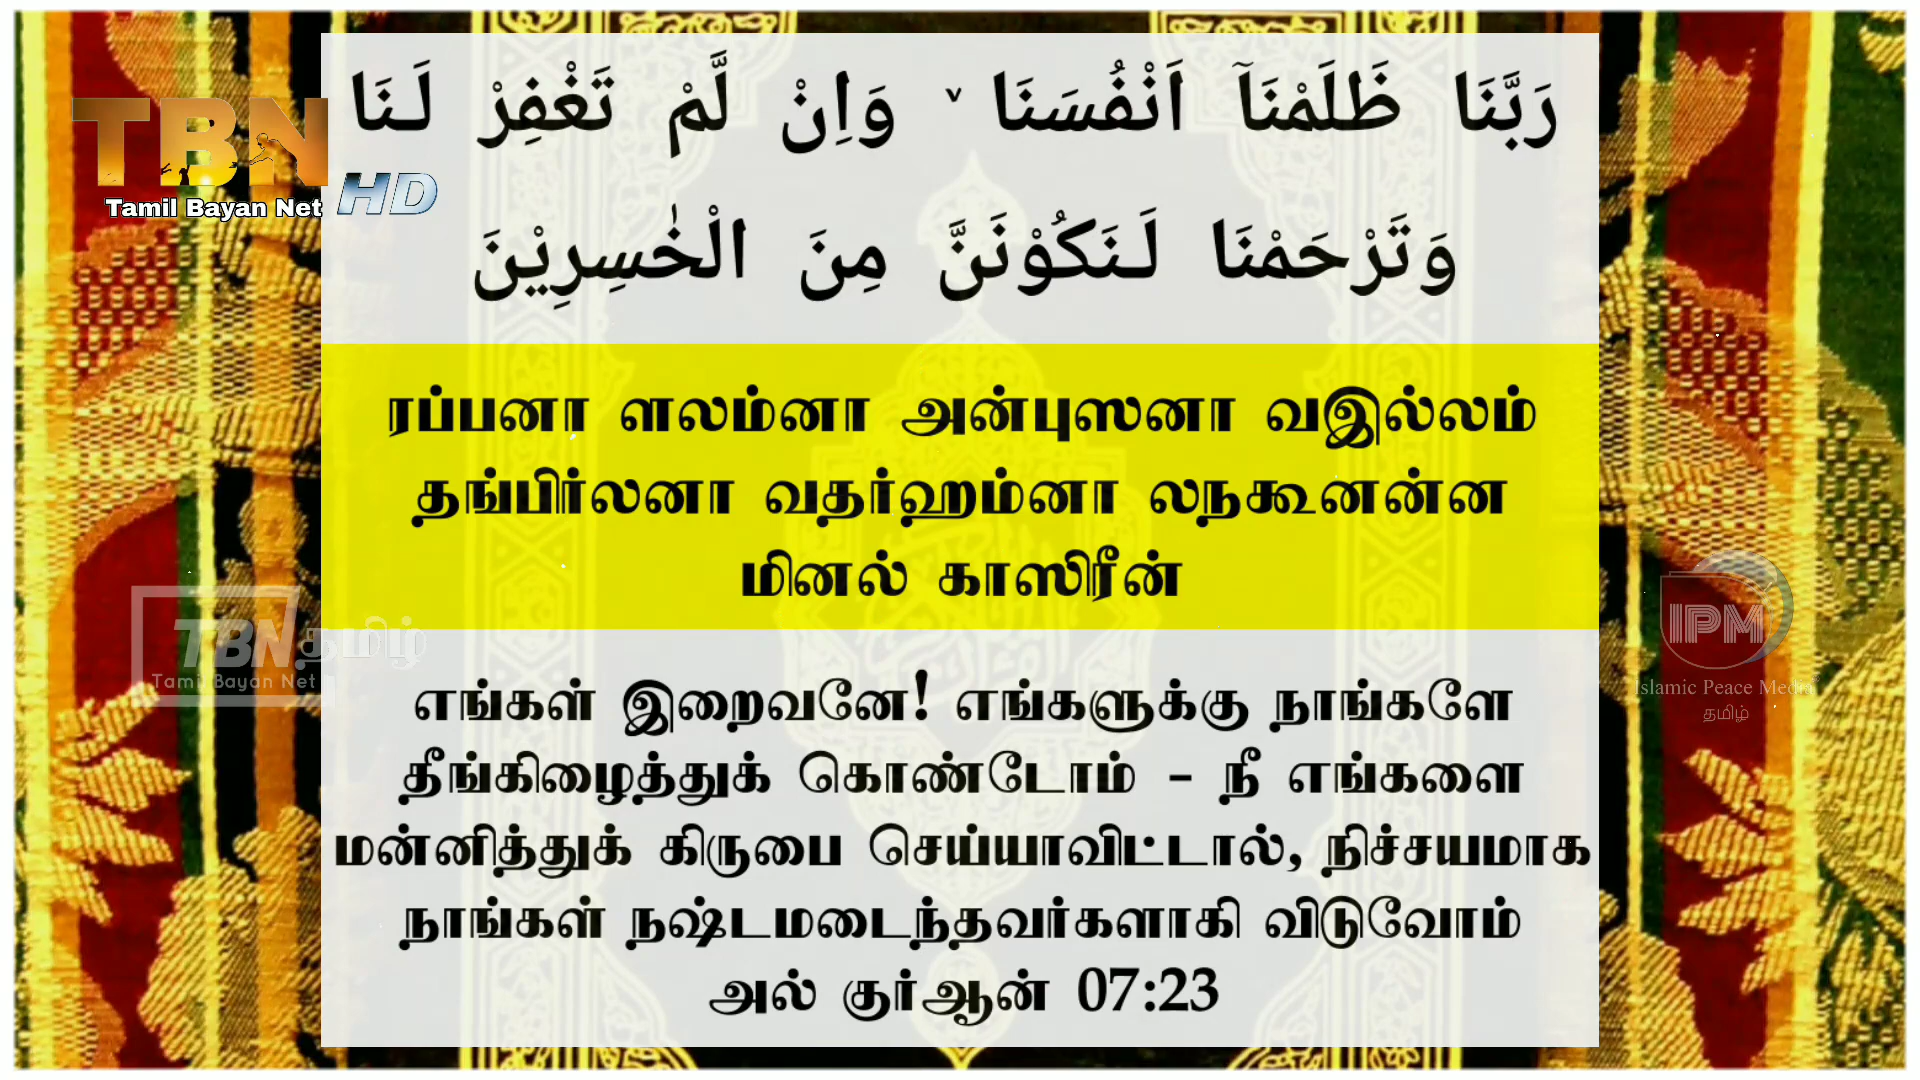 رَبَّنَا ظَلَمْنَآ اَنْفُسَنَا ٚ وَاِنْ لَّمْ تَغْفِرْ لَـنَا
وَتَرْحَمْنَا لَـنَكُوْنَنَّ مِنَ الْخٰسِرِيْنَ
TBN
HD
Tamil Bayan Net
ரப்பனா ளலம்னா அன்புஸனா வஇல்லம்
தங்பிர்லனா வதர்ஹம்னா லநகூனன்ன
மினல் காஸிரீன்
TBN தமிழ்
Tamil Bayan Net
IPM
Islamic Peace Media
தமிழ்
எங்கள் இறைவனே! எங்களுக்கு நாங்களே
தீங்கிழைத்துக் கொண்டோம் - நீ எங்களை
மன்னித்துக் கிருபை செய்யாவிட்டால், நிச்சயமாக
நாங்கள் நஷ்டமடைந்தவர்களாகி விடுவோம்
அல் குர்ஆன் 07:23